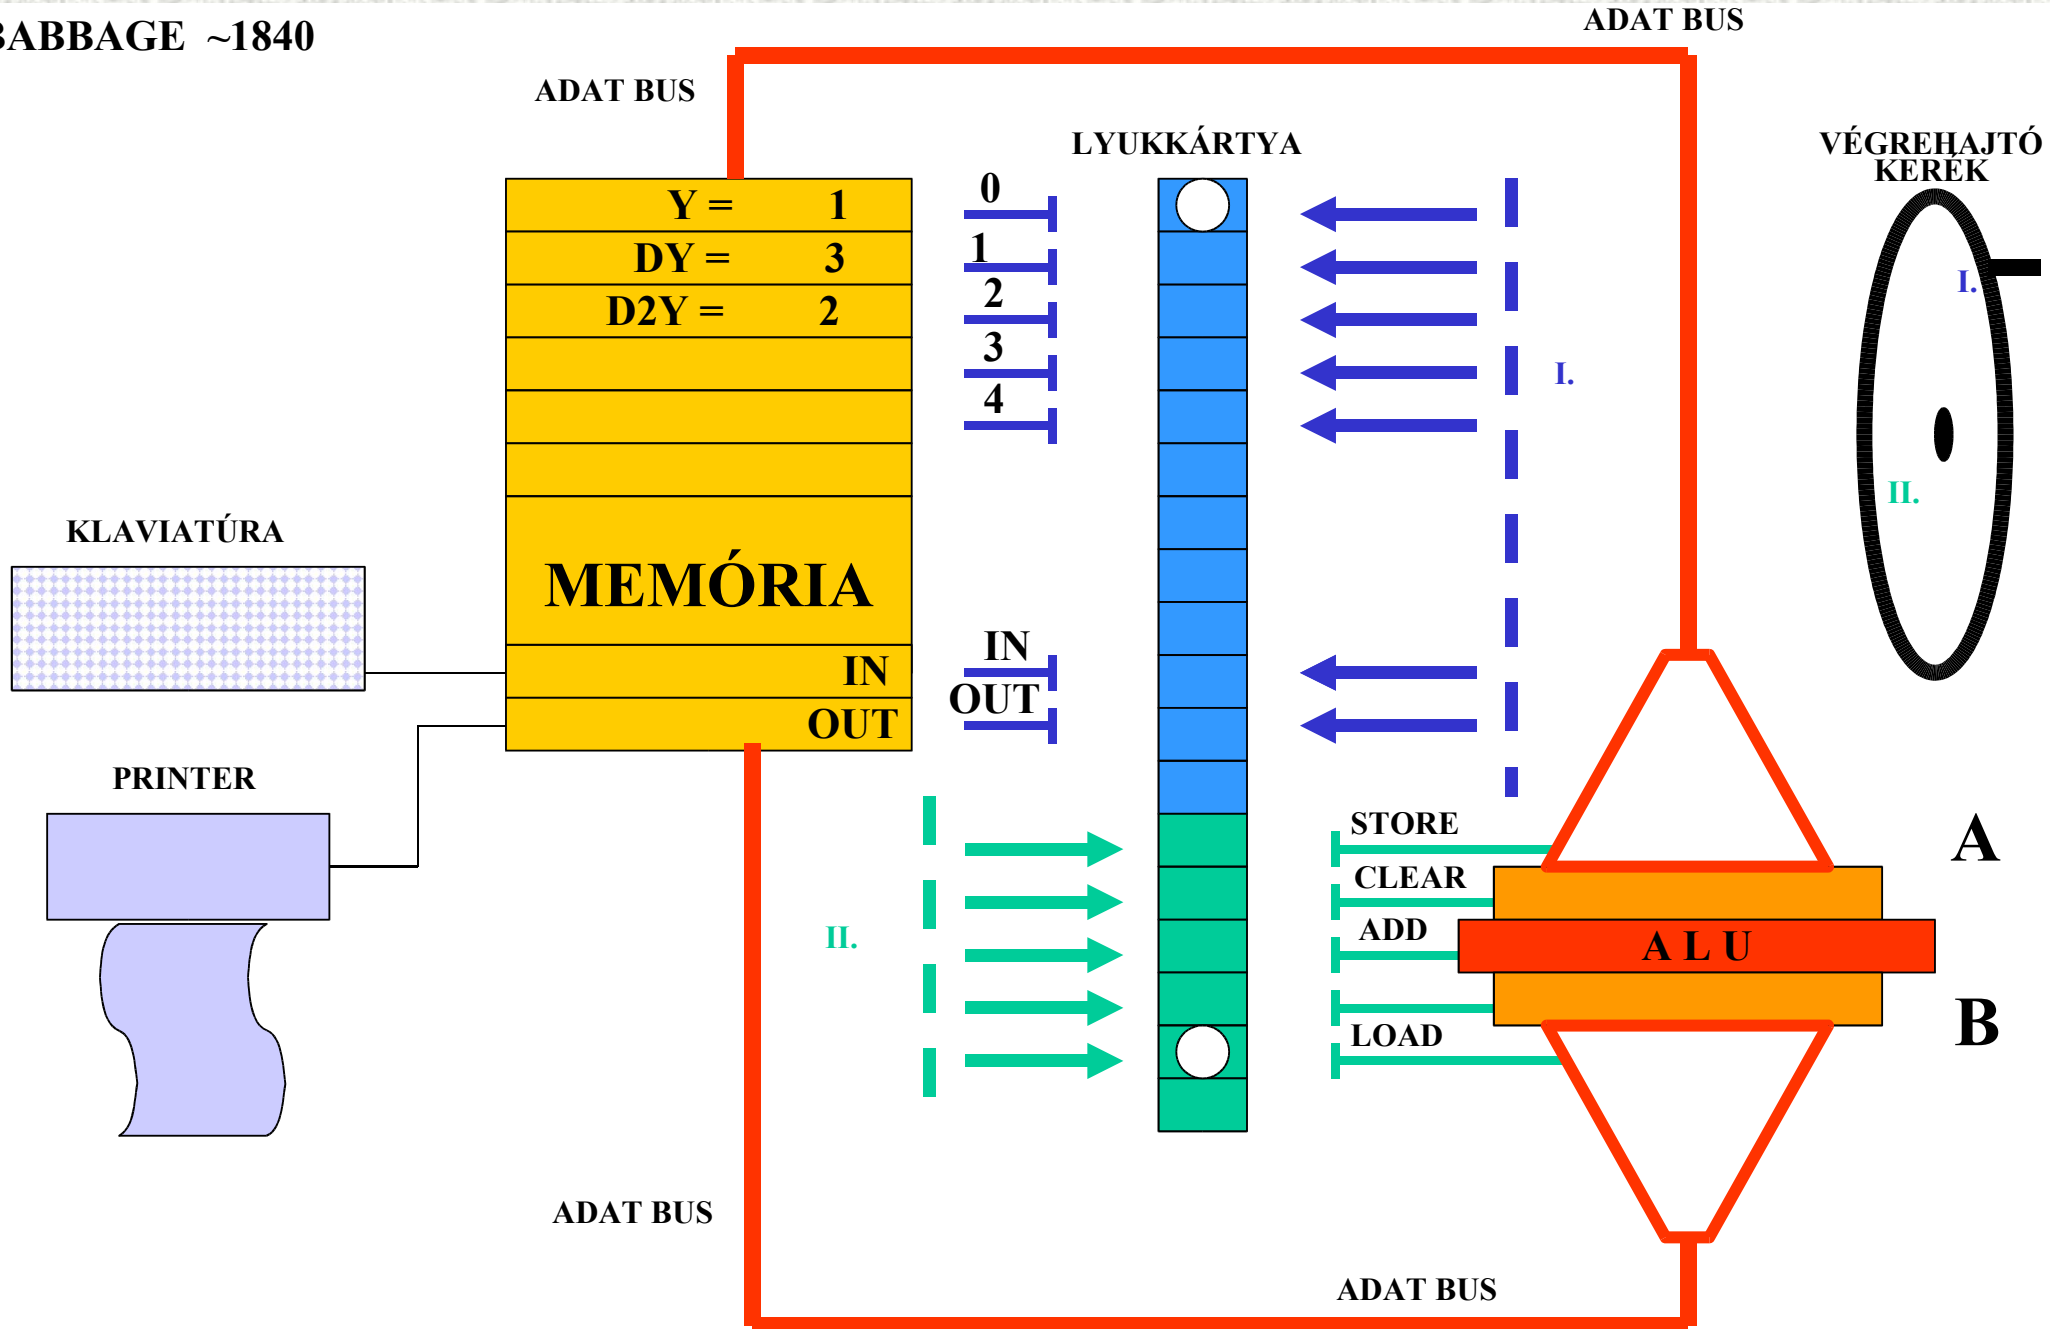 BABBAGE ~1840
ADAT BUS
ADAT BUS
LYUKKÁRTYA
VÉGREHAJTÓ
KERÉK
Y = 1
DY = 3
D2Y = 2
0
1
2
3
4
I.
I.
II.
KLAVIATÚRA
MEMÓRIA
IN
OUT
IN
OUT
PRINTER
STORE
CLEAR
ADD
LOAD
II.
A
A L U
B
ADAT BUS
ADAT BUS